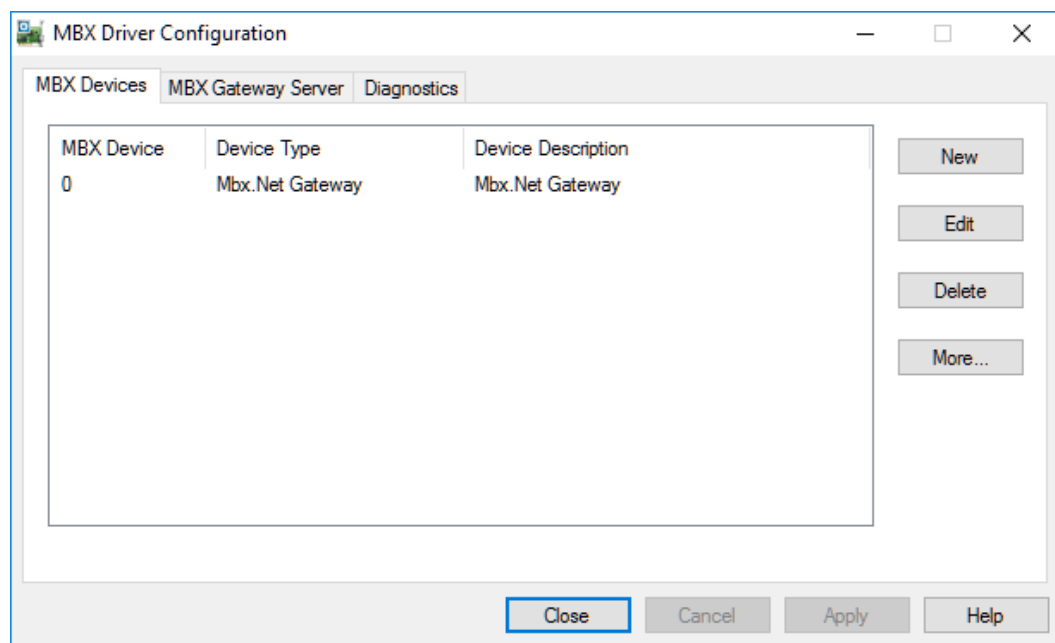 MBX Driver Configuration
MBX Devices MBX Gateway Server Diagnostics
MBX Device Device Type Device Description
0 Mbx.Net Gateway Mbx.Net Gateway
New
Edit
Delete
More...
Close Cancel Apply Help